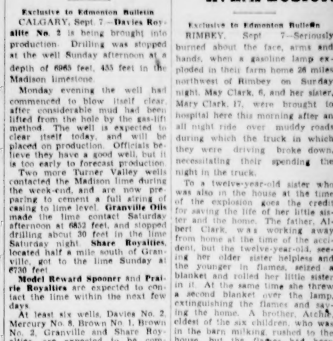 Exclusive to Edmonton Bulletin
CALGARY, Sept. 7—Davies Roy-
alite No. 2 is being brought into
production. Drilling was stopped
at the well Sunday afternoon at a
depth of 6965 feet, 435 feet in the
Madison limestone.
Monday evening the well had
commenced to blow itself clear
after considerable mud had been
lifted from the hole by the gas-lift
method. The well is expected to
clear itself today, and will be
placed on production. Officials be-
lieve they have a good well, but it
is too early to forecast production.
Two more Turner Valley wells
contacted the Madison lime during
the week-end, and are now pre-
paring to cement a full string of
casing to lime level. Granville Oils
made the lime contact Saturday
afternoon at 6832 feet, and stopped
drilling about 30 feet in the lime
Saturday night. Share Royalties,
located half a mile south of Gran-
ville, got to the lime Sunday at
6730 feet
Model Reward Spooner and Prai-
rie Royalties are expected to con-
tact the lime within the next few
days.
At least six wells, Davies No. 2,
Mercury No. 8, Brown No. 1, Brown
No. 2, Granville and Share Roy-
Exclusive to Edmonton Bulletin
RIMBEY, Sept 7—Seriously
burned about the face, arms and
hands, when a gasoline lamp ex-
ploded in their farm home 26 miles
northwest of Rimbey on Sunday
night, May Clark, 6, and her sister,
Mary Clark, 17, were brought to
hospital here this morning after an
all night ride over muddy roads
during which the truck in which
they were driving broke down,
necessitating their spending the
night in the truck.
To a twelve-year-old sister who
was also in the house at the time
of the explosion goes the credit
for saving the life of her little sis-
ter and the home. The father, Al-
bert Clark, was working away
from home at the time of the acci-
dent, but the twelve-year-old, see-
ing her older sister helpless and
the younger in flames, seized a
blanket and rolled her little sister
in it. At the same time she threw
a second blanket over the lamp,
extinguishing the flames and sav-
ing the home. A brother,
eldest of the six children, who was
in the barn milking, rushed to the